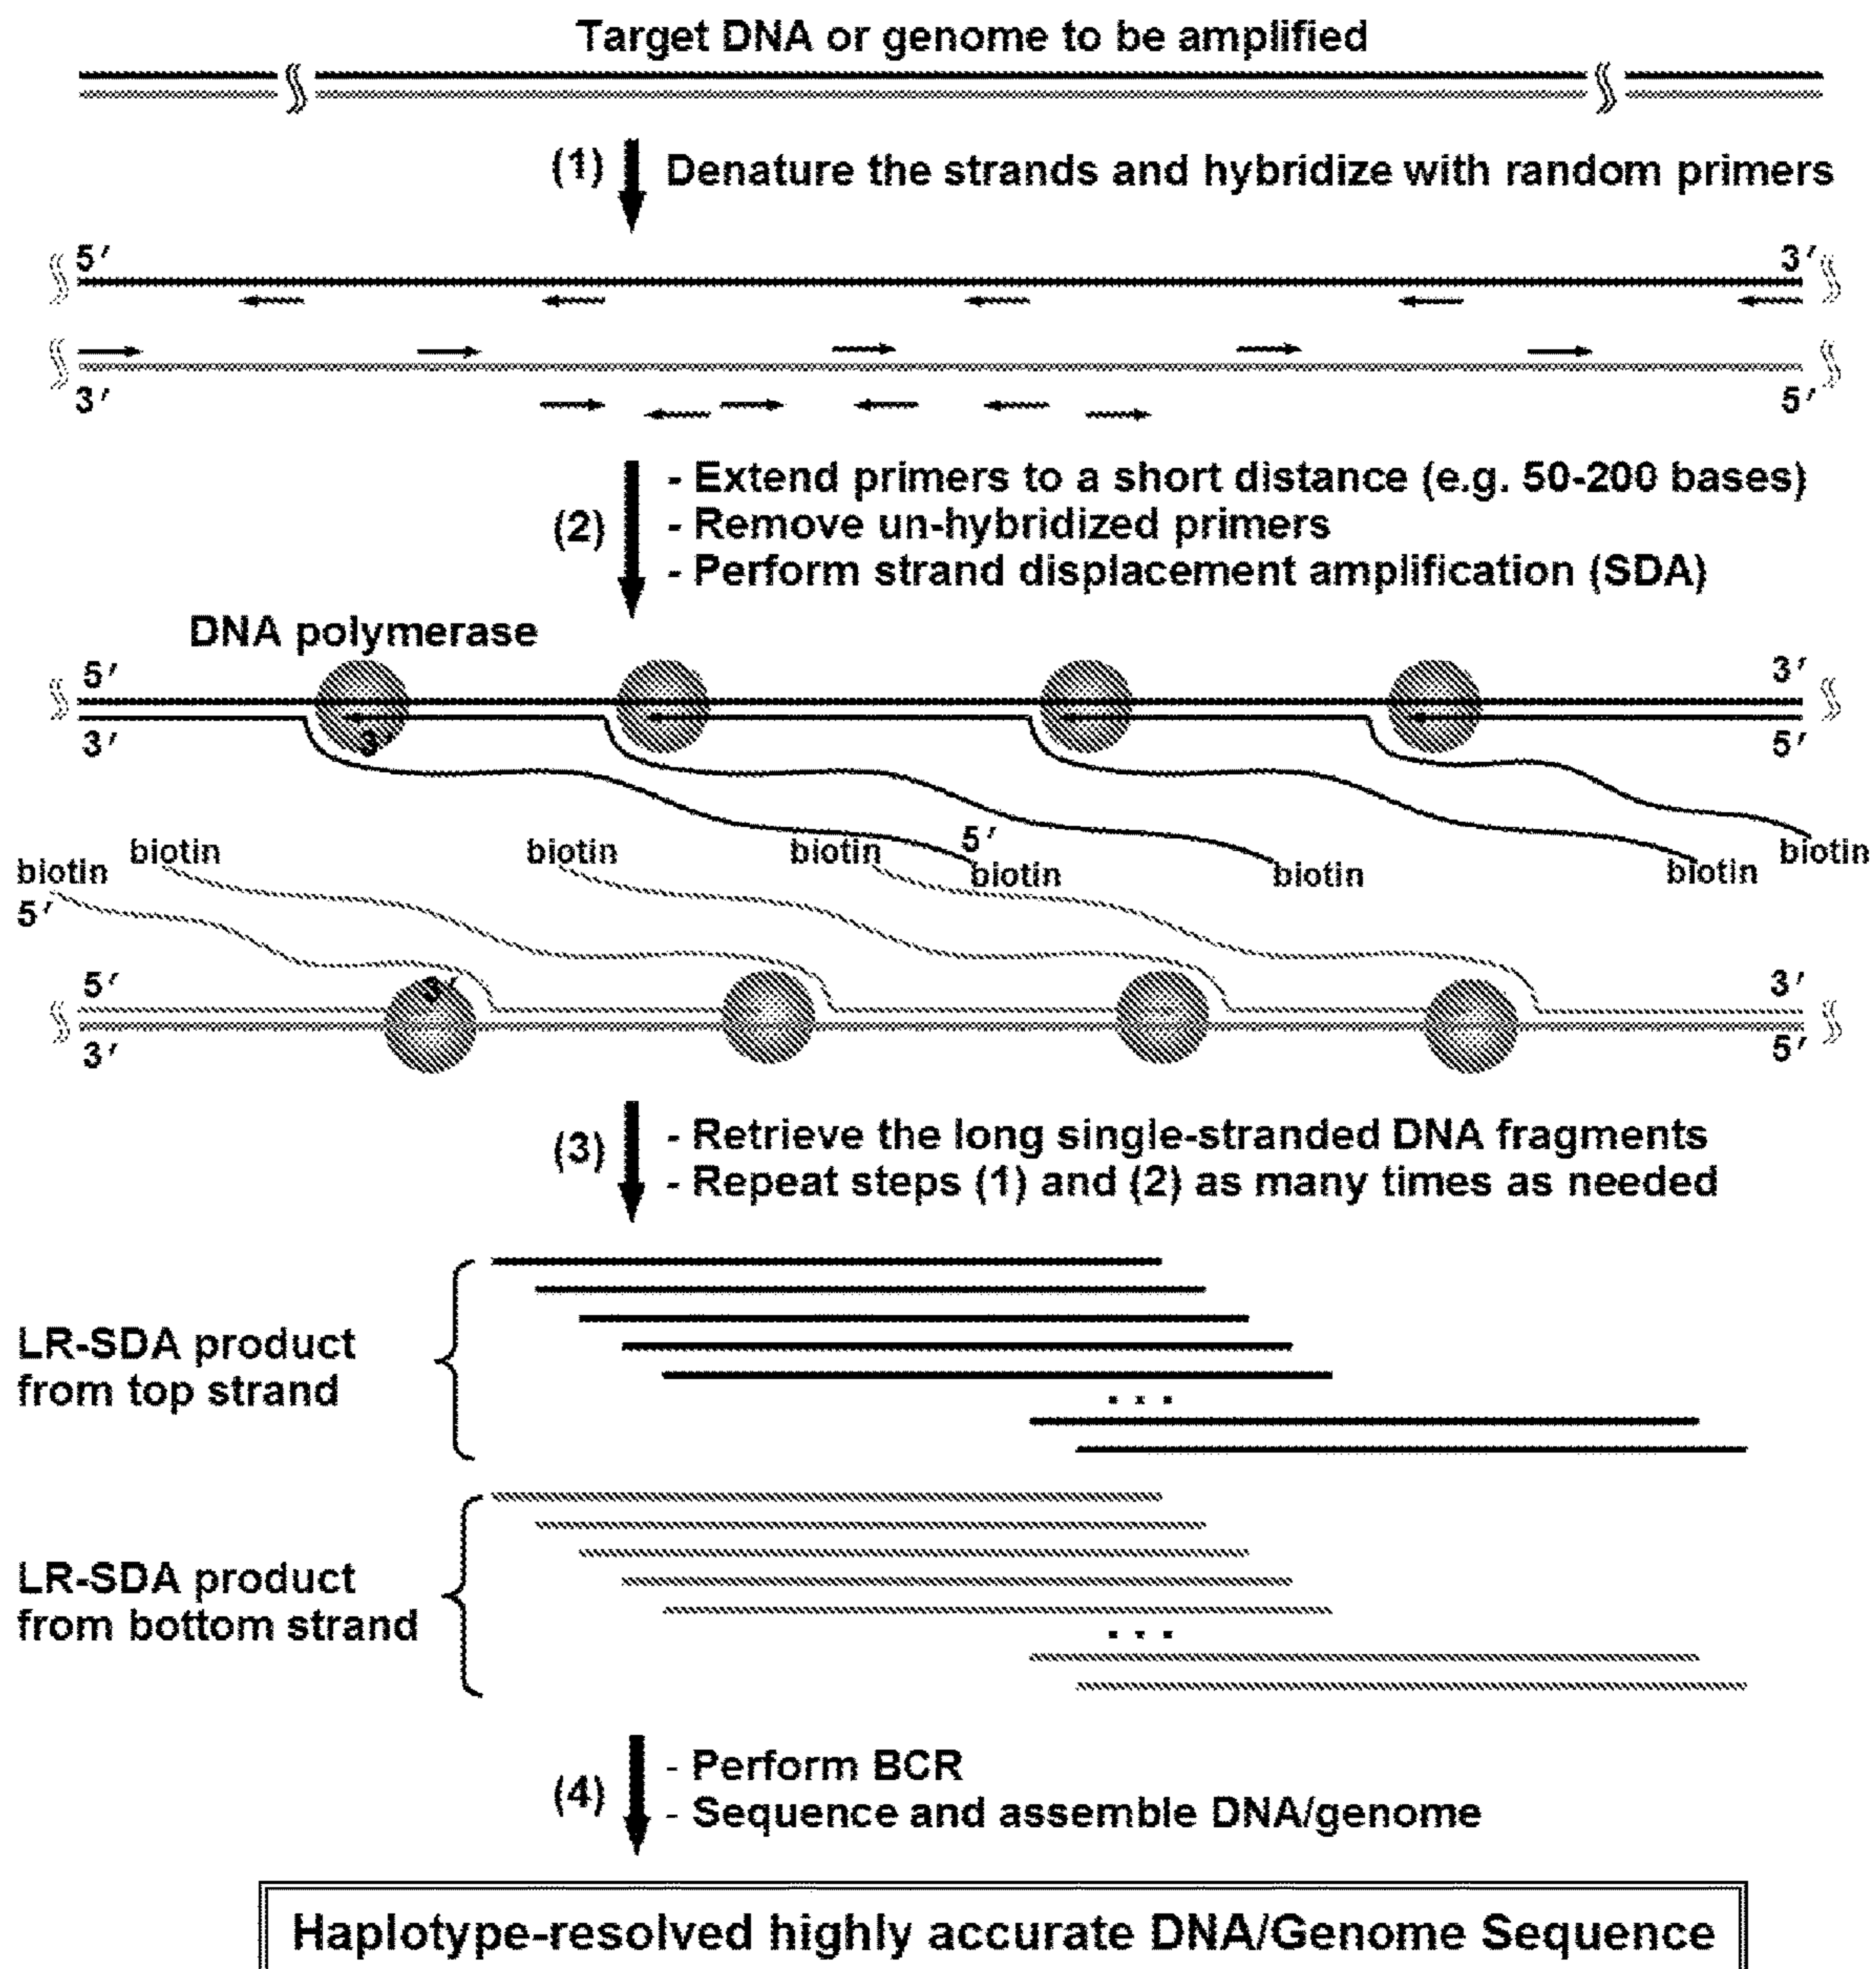 Target DNA or genome to be amplified
(1) Denature the strands and hybridize with random primers
5′ 3′
3′ 5′
- Extend primers to a short distance (e.g. 50-200 bases)
(2) - Remove un-hybridized primers
- Perform strand displacement amplification (SDA)
DNA polymerase
5′ 3′
3′ 3′ 5′
5′
biotin biotin biotin biotin
biotin biotin biotin biotin
5′
5′ 3′ 3′
3′ 5′
(3) - Retrieve the long single-stranded DNA fragments
- Repeat steps (1) and (2) as many times as needed
LR-SDA product
from top strand
. . .
LR-SDA product
from bottom strand
. . .
(4) - Perform BCR
- Sequence and assemble DNA/genome
Haplotype-resolved highly accurate DNA/Genome Sequence